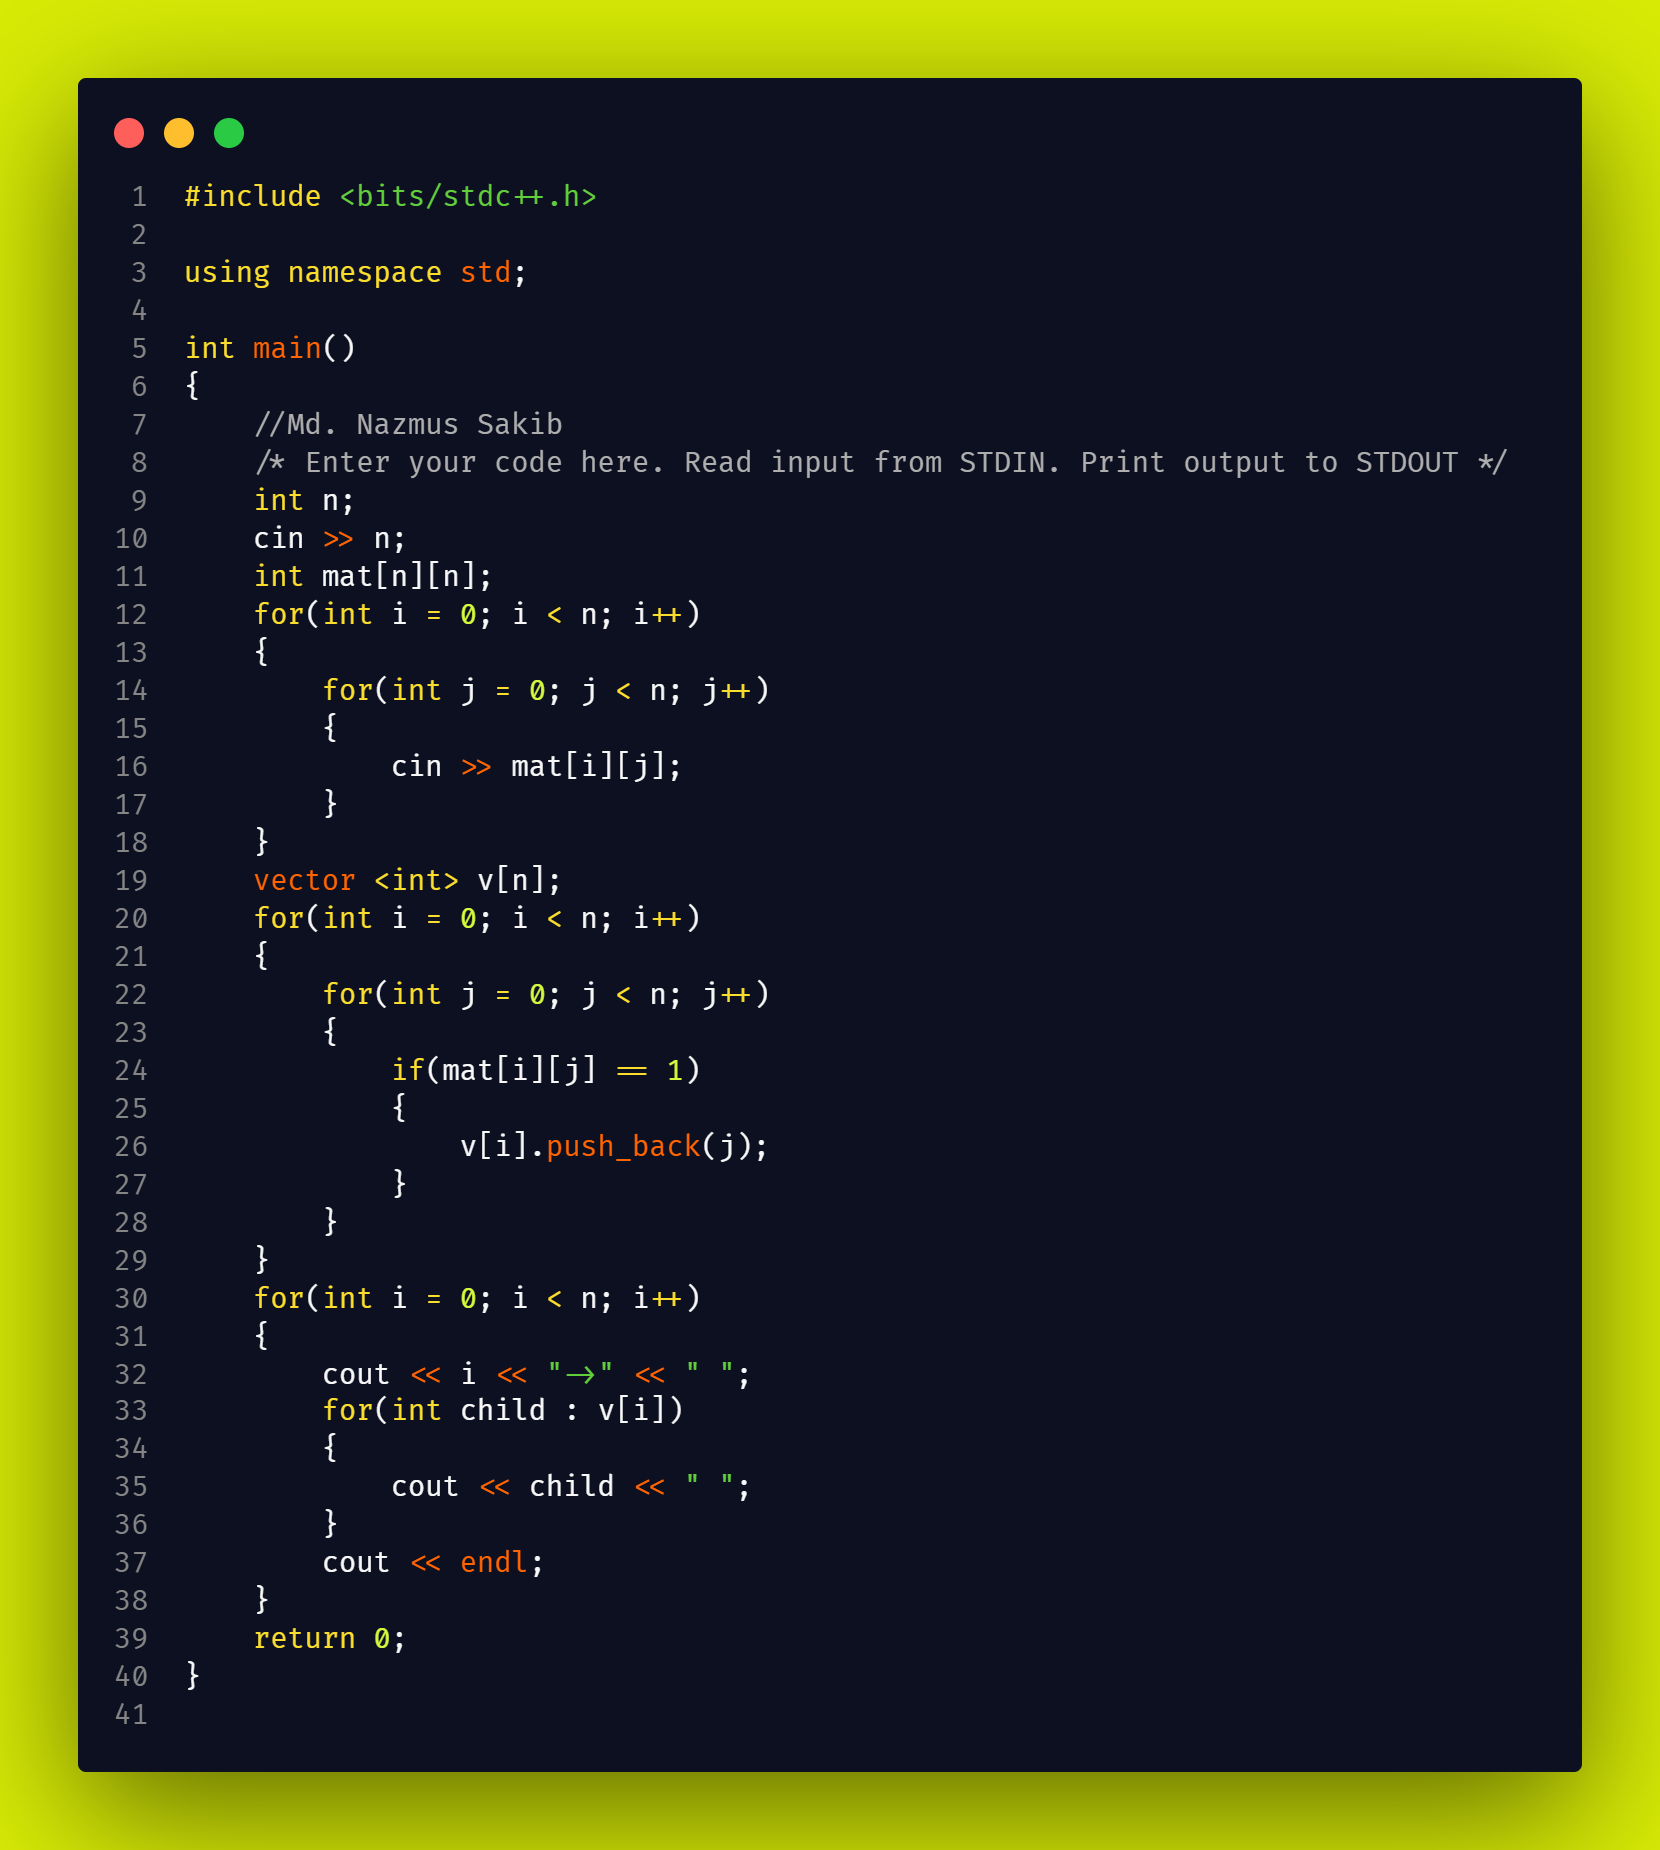 1 #include <bits/stdc++.h>
2
3 using namespace std;
4
5 int main()
6 {
7     //Md. Nazmus Sakib
8     /* Enter your code here. Read input from STDIN. Print output to STDOUT */
9     int n;
10     cin >> n;
11     int mat[n][n];
12     for(int i = 0; i < n; i++)
13     {
14         for(int j = 0; j < n; j++)
15         {
16             cin >> mat[i][j];
17         }
18     }
19     vector <int> v[n];
20     for(int i = 0; i < n; i++)
21     {
22         for(int j = 0; j < n; j++)
23         {
24             if(mat[i][j] == 1)
25             {
26                 v[i].push_back(j);
27             }
28         }
29     }
30     for(int i = 0; i < n; i++)
31     {
32         cout << i << "->" << " ";
33         for(int child : v[i])
34         {
35             cout << child << " ";
36         }
37         cout << endl;
38     }
39     return 0;
40 }
41